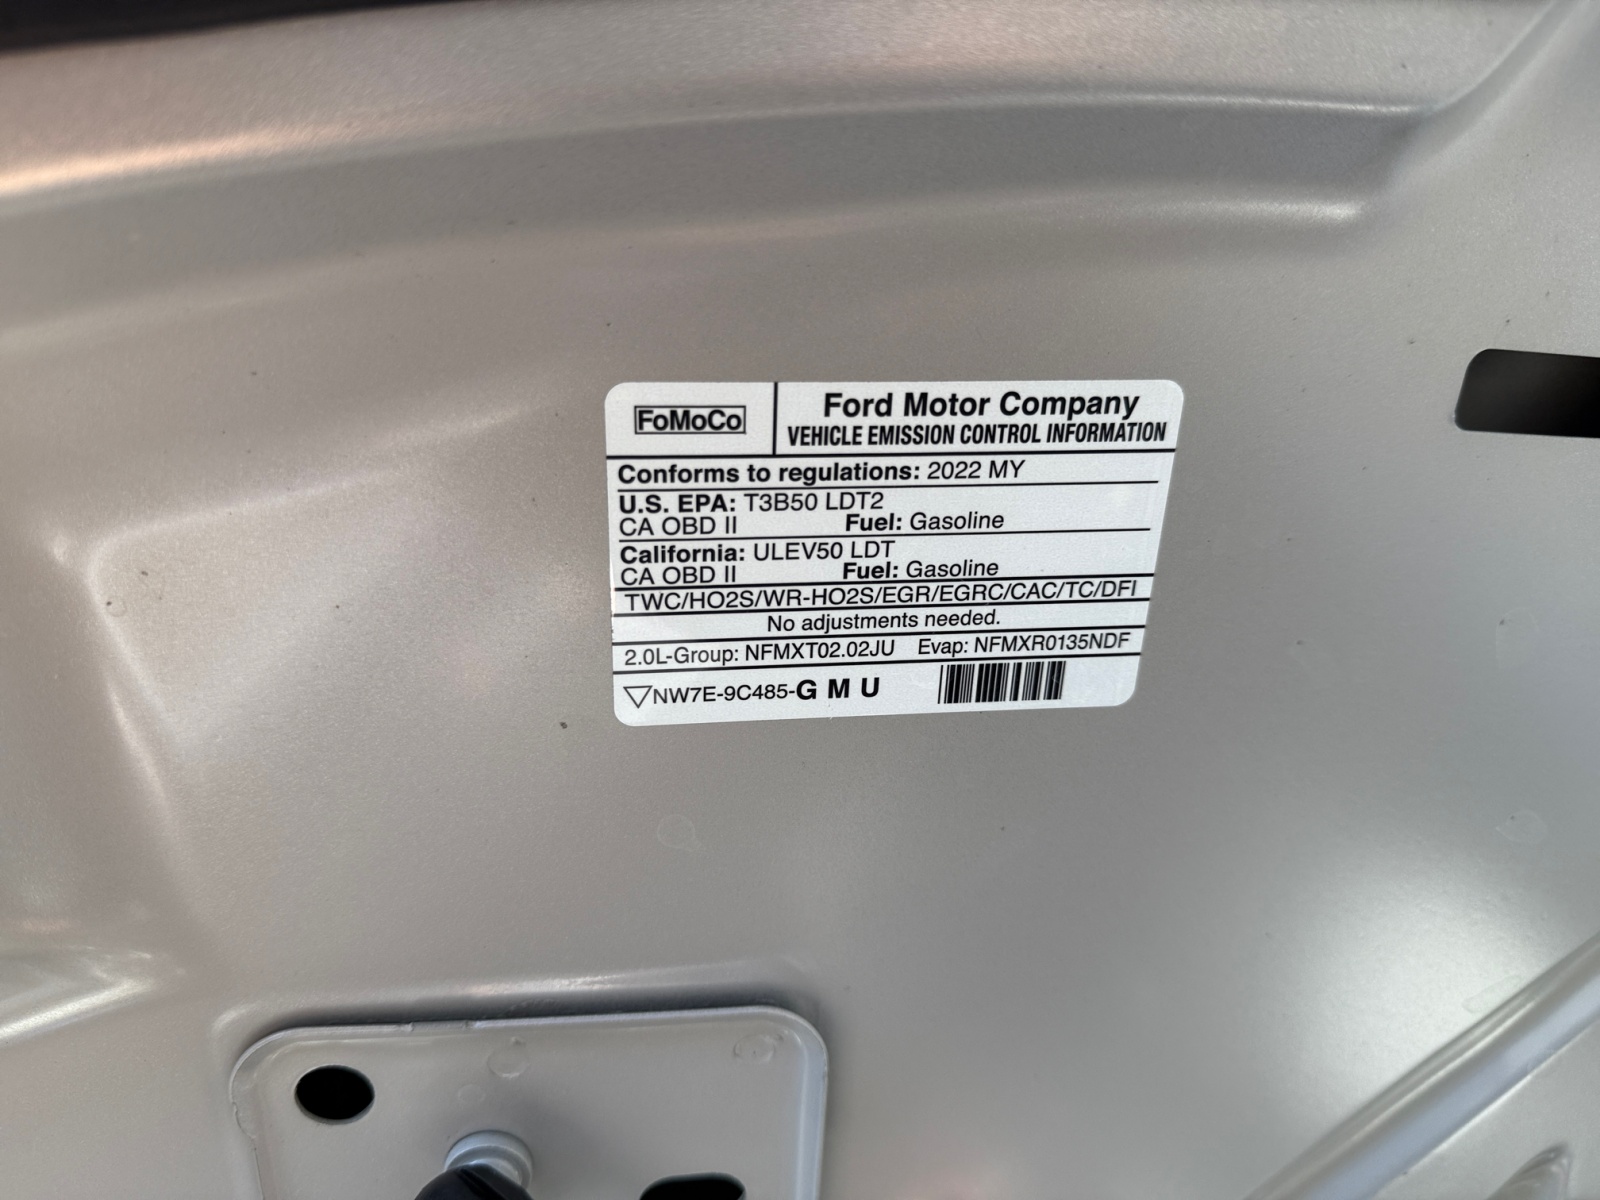 FoMoCo
Ford Motor Company
VEHICLE EMISSION CONTROL INFORMATION
Conforms to regulations: 2022 MY
U.S. EPA: T3B50 LDT2
CA OBD II Fuel: Gasoline
California: ULEV50 LDT
CA OBD II Fuel: Gasoline
TWC/HO2S/WR-HO2S/EGR/EGRC/CAC/TC/DFI
No adjustments needed.
2.0L-Group: NFMXT02.02JU Evap: NFMXR0135NDF
NW7E-9C485-G M U